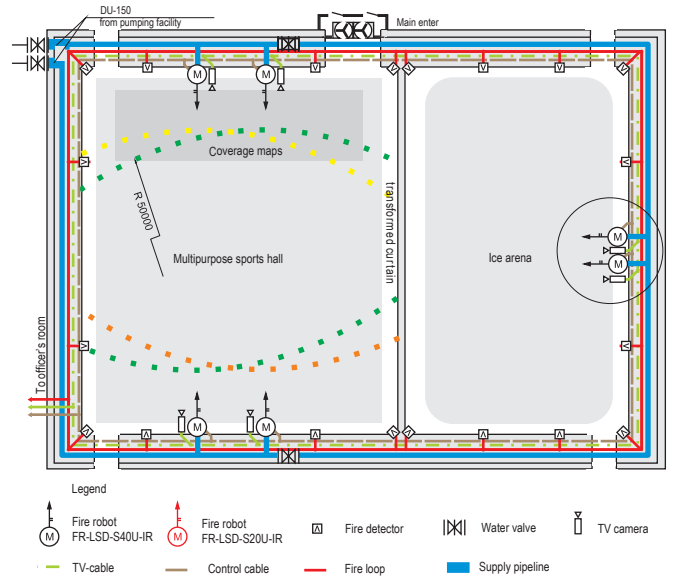 DU-150
from pumping facility
Main enter
M
M
Coverage maps
R 50000
transformed curtain
Multipurpose sports hall
Ice arena
M
M
To officer's room
M
M
Legend
M
Fire robot
FR-LSD-S40U-IR
M
Fire robot
FR-LSD-S20U-IR
Fire detector
Water valve
TV camera
TV-cable
Control cable
Fire loop
Supply pipeline